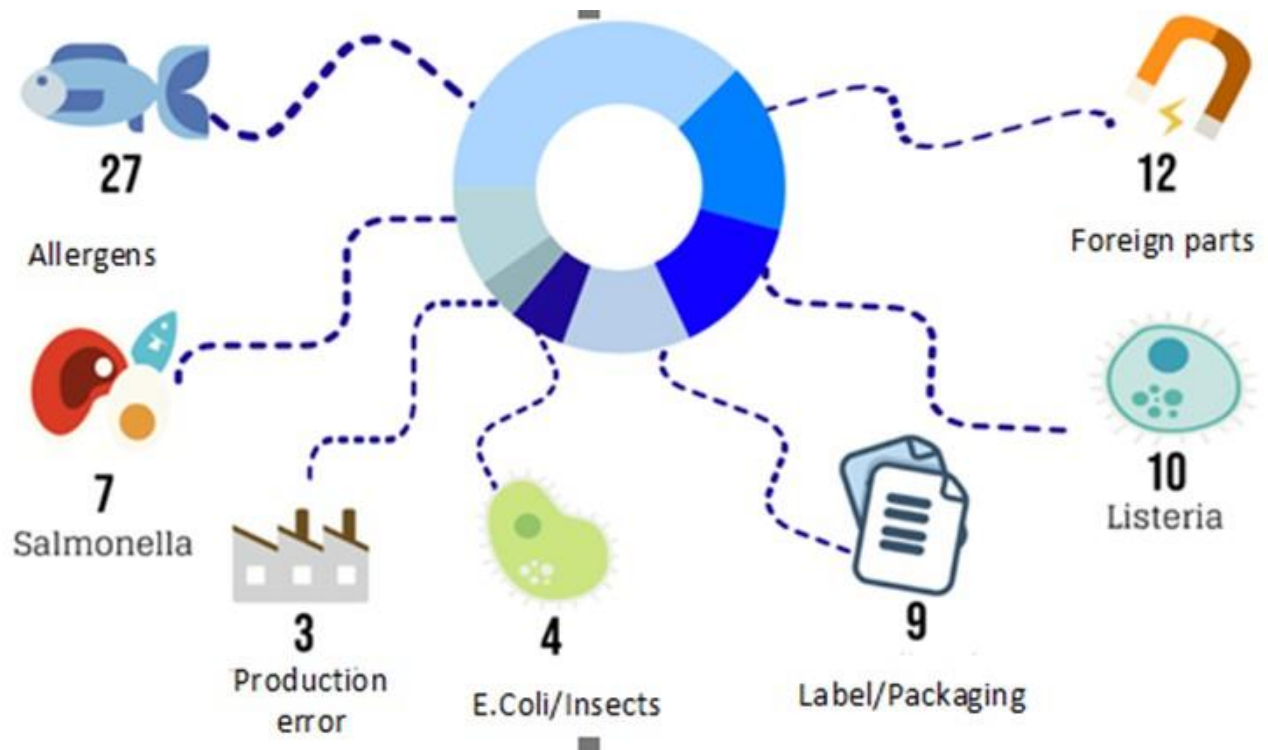 27
Allergens
12
Foreign parts
7
Salmonella
10
Listeria
3
Production
error
4
E.Coli/Insects
9
Label/Packaging